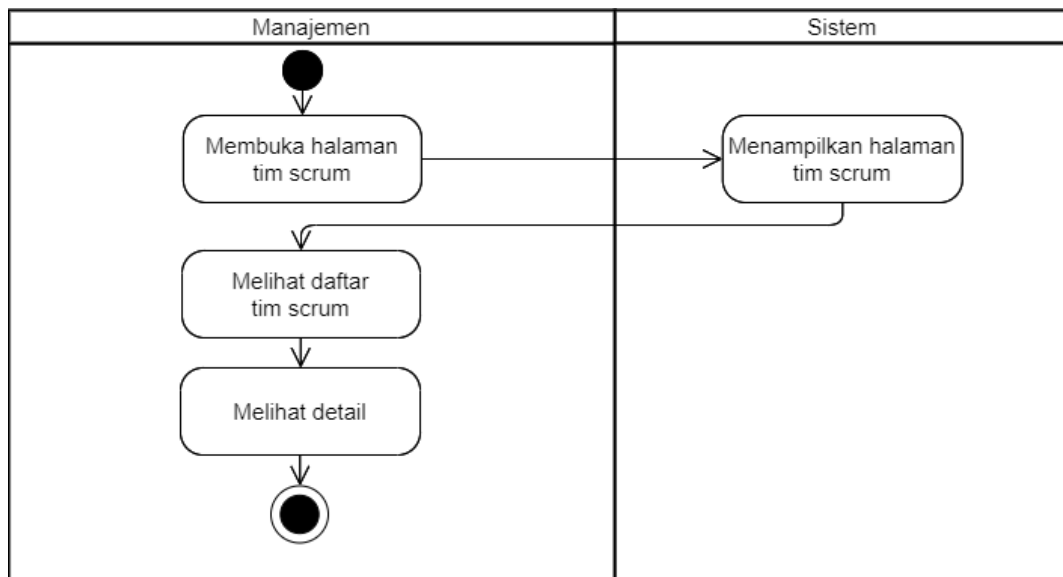 Manajemen
Sistem
Membuka halaman
tim scrum
Menampilkan halaman
tim scrum
Melihat daftar
tim scrum
Melihat detail